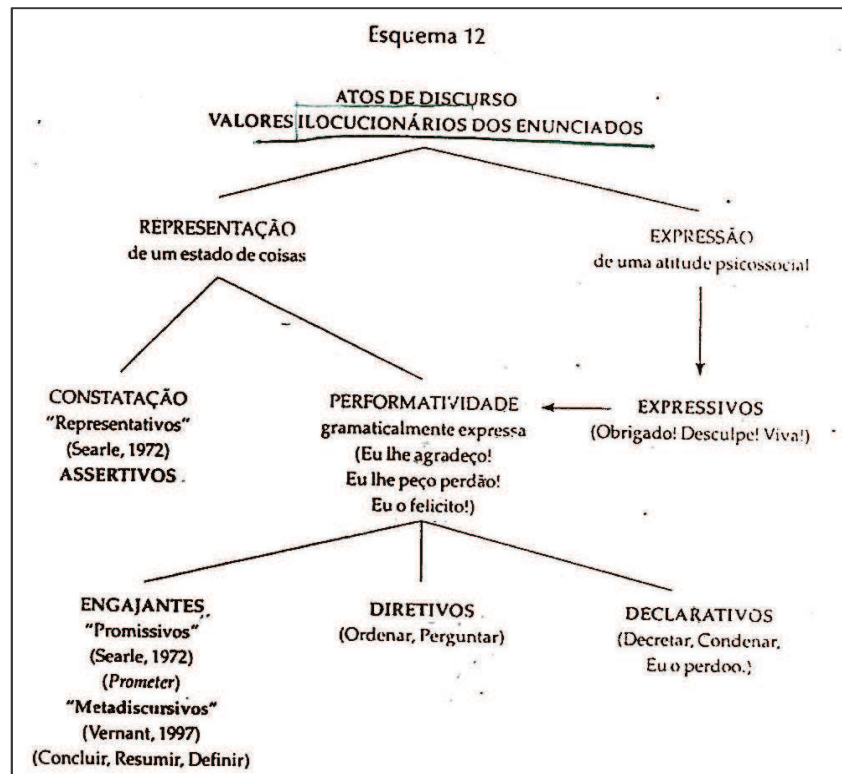 Esquema 12
ATOS DE DISCURSO
VALORES ILOCUCIONÁRIOS DOS ENUNCIADOS
REPRESENTAÇÃO
de um estado de coisas
EXPRESSÃO
de uma atitude psicossocial
CONSTATAÇÃO
"Representativos"
(Searle, 1972)
ASSERTIVOS
PERFORMATIVIDADE
gramaticalmente expressa
(Eu lhe agradeço!
Eu lhe peço perdão!
Eu o felicito!)
EXPRESSIVOS
(Obrigado! Desculpe! Viva!)
ENGAJANTES
"Promissivos"
(Searle, 1972)
(Prometer)
"Metadiscursivos"
(Vernant, 1997)
(Concluir, Resumir, Definir)
DIRETIVOS
(Ordenar, Perguntar)
DECLARATIVOS
(Decretar, Condenar,
Eu o perdoo.)